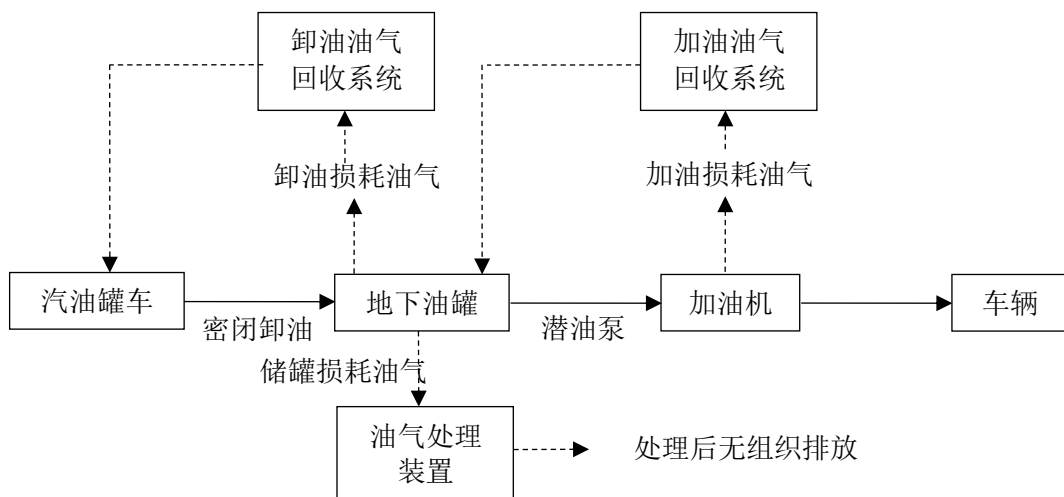 卸油油气
回收系统
加油油气
回收系统
卸油损耗油气
加油损耗油气
汽油罐车
密闭卸油
地下油罐
潜油泵
加油机
车辆
储罐损耗油气
油气处理
装置
处理后无组织排放